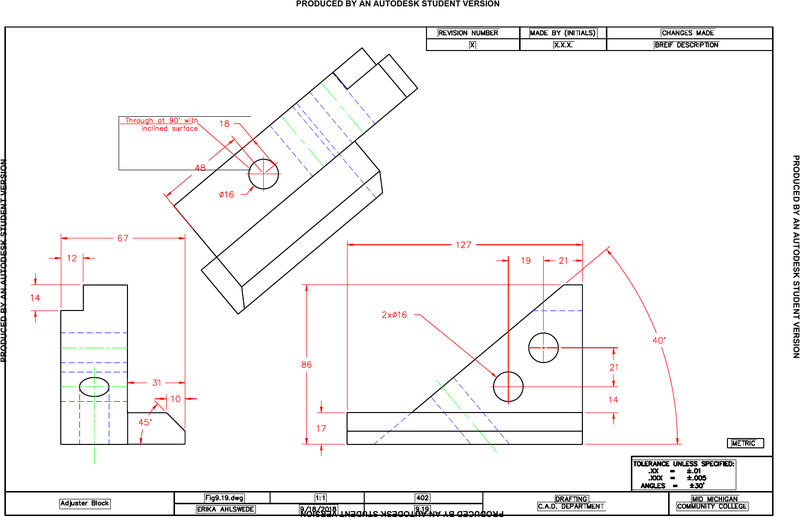 PRODUCED BY AN AUTODESK STUDENT VERSION
REVISION NUMBER MADE BY (INITIALS) CHANGES MADE
X X.X.X. BREIF DESCRIPTION
Through at 90° with
inclined surface
18
48
Ø16
67
12
14
31
10
45°
127
19 21
2xØ16
40°
86
21
14
17
METRIC
TOLERANCE UNLESS SPECIFIED:
.XX = ±.01
.XXX = ±.005
ANGLES = ±30'
Adjuster Block
Fig9.19.dwg 1:1 402
ERIKA AHLSWEDE 9/18/2018 9.19
DRAFTING
C.A.D. DEPARTMENT
MID MICHIGAN
COMMUNITY COLLEGE
PRODUCED BY AN AUTODESK STUDENT VERSION
PRODUCED BY AN AUTODESK STUDENT VERSION
PRODUCED BY AN AUTODESK STUDENT VERSION